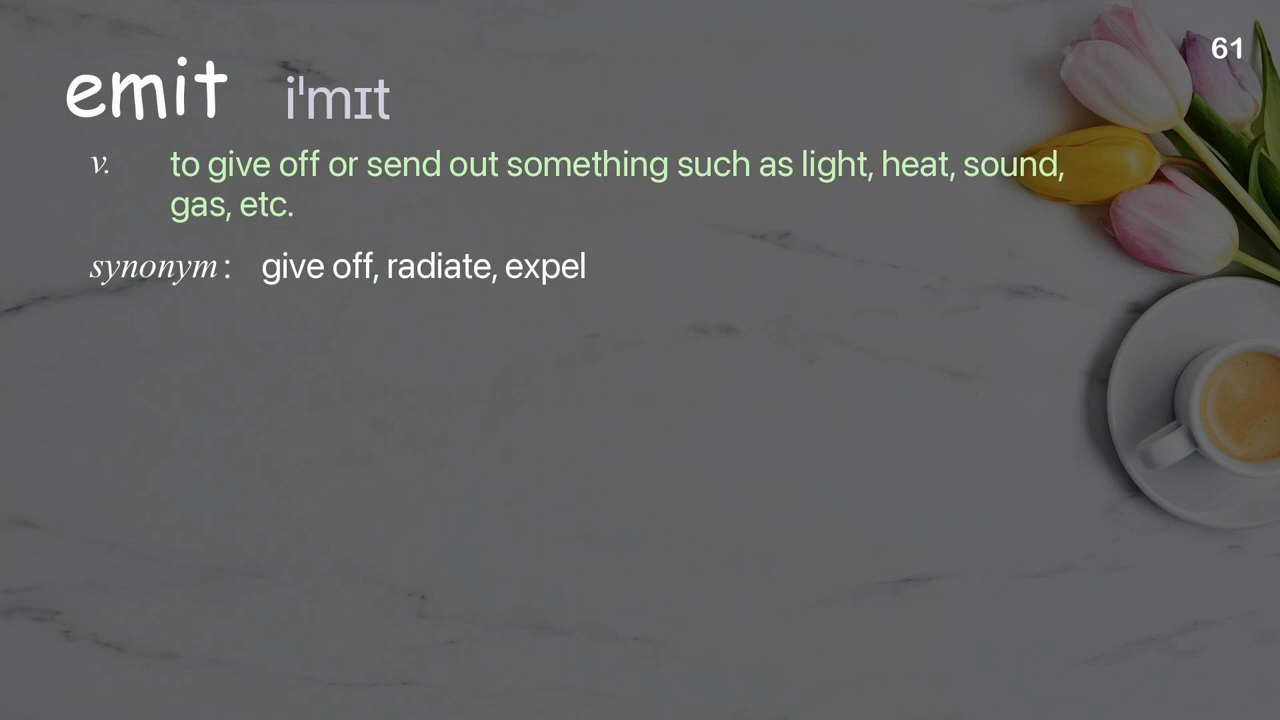 61
emit iˈmɪt
v. to give off or send out something such as light, heat, sound,
gas, etc.
synonym: give off, radiate, expel